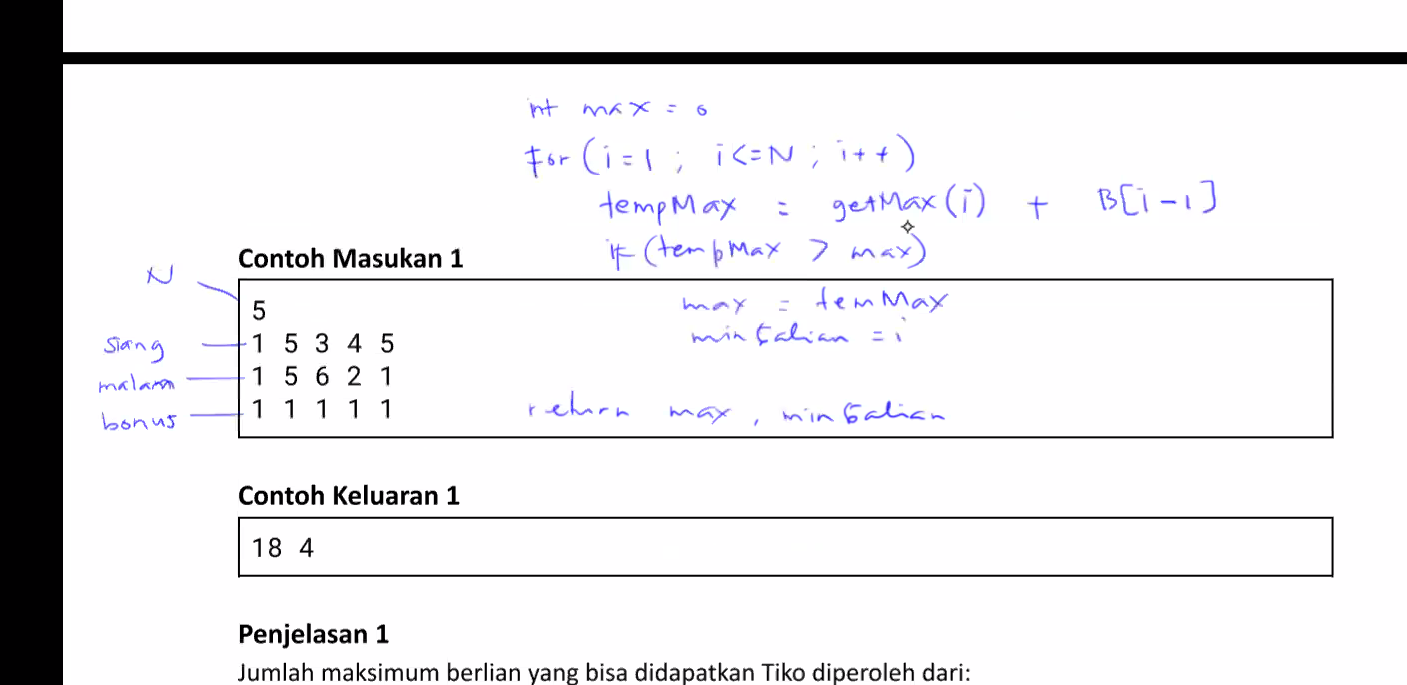 int max = 0
for (i=1 ; i<=N ; i++)
tempMax = getMax(i) + B[i-1]
if (tempMax > max)
max = temMax
minGalian = i
return max, minGalian
Contoh Masukan 1
N
5
siang
1 5 3 4 5
malam
1 5 6 2 1
bonus
1 1 1 1 1
Contoh Keluaran 1
18 4
Penjelasan 1
Jumlah maksimum berlian yang bisa didapatkan Tiko diperoleh dari: